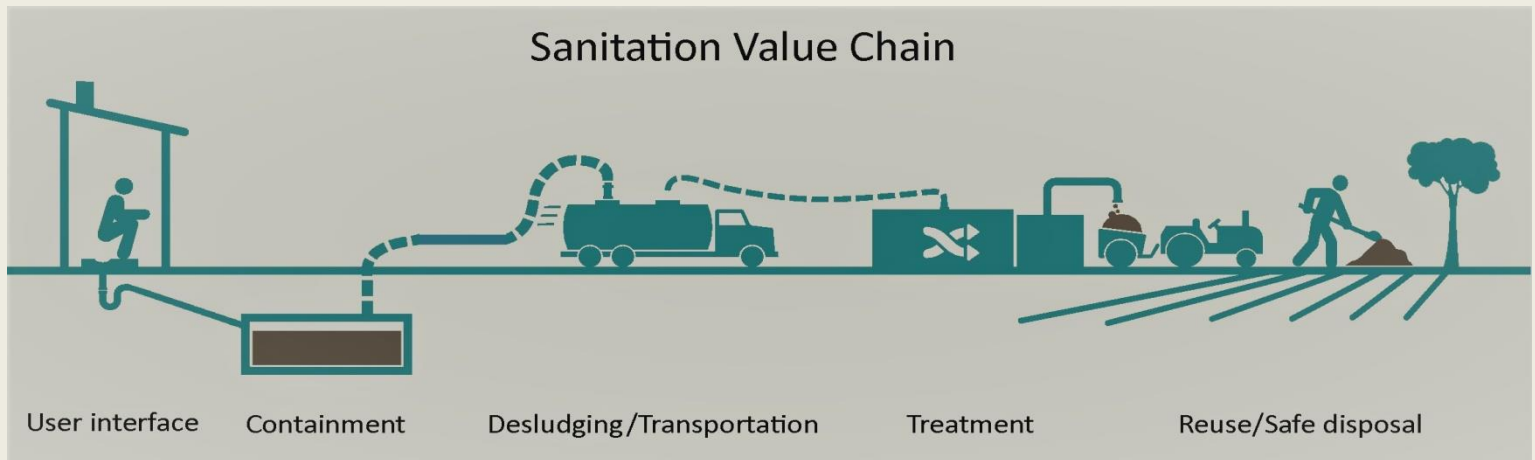 Sanitation Value Chain
User interface
Containment
Desludging/Transportation
Treatment
Reuse/Safe disposal